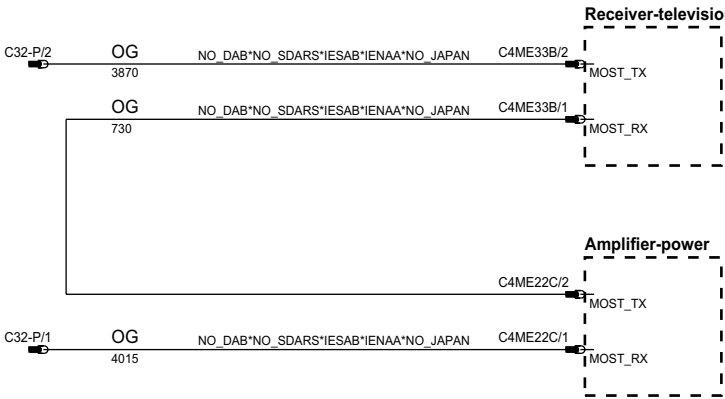 Receiver-televisio
C32-P/2 OG NO_DAB*NO_SDARS*IESAB*IENAA*NO_JAPAN C4ME33B/2
3870 MOST_TX
OG NO_DAB*NO_SDARS*IESAB*IENAA*NO_JAPAN C4ME33B/1
730 MOST_RX
Amplifier-power
C4ME22C/2
MOST_TX
C32-P/1 OG NO_DAB*NO_SDARS*IESAB*IENAA*NO_JAPAN C4ME22C/1
4015 MOST_RX